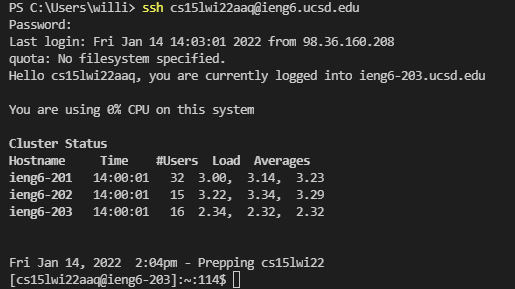 PS C:\Users\willi> ssh cs15lwi22aaq@ieng6.ucsd.edu
Password:
Last login: Fri Jan 14 14:03:01 2022 from 98.36.160.208
quota: No filesystem specified.
Hello cs15lwi22aaq, you are currently logged into ieng6-203.ucsd.edu
You are using 0% CPU on this system
Cluster Status
Hostname     Time    #Users  Load  Averages
ieng6-201   14:00:01   32  3.00,  3.14,  3.23
ieng6-202   14:00:01   15  3.22,  3.34,  3.29
ieng6-203   14:00:01   16  2.34,  2.32,  2.32
Fri Jan 14, 2022  2:04pm - Prepping cs15lwi22
[cs15lwi22aaq@ieng6-203]:~:114$